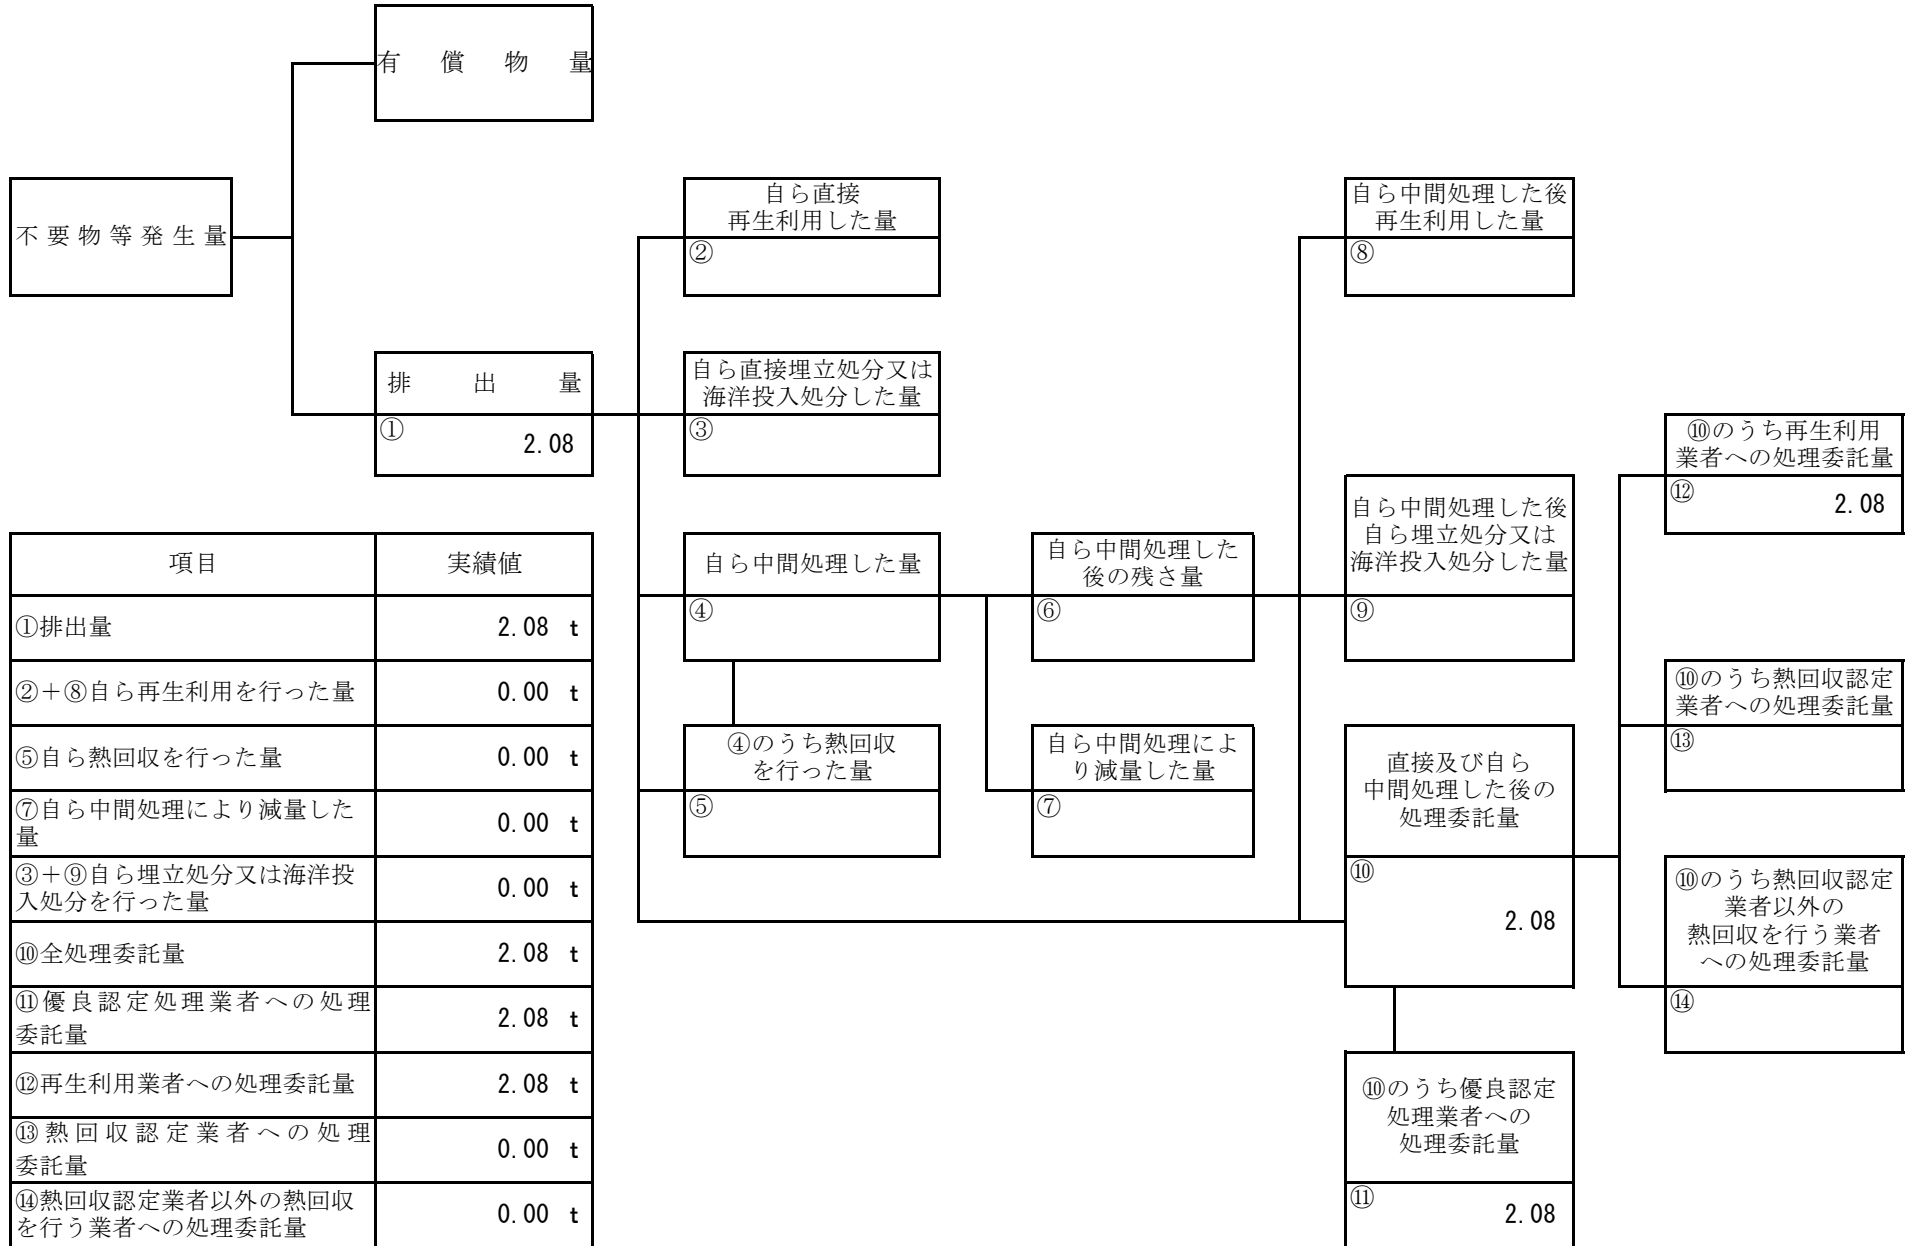 有償物量
不要物等発生量
自ら直接
再生利用した量
②
自ら中間処理した後
再生利用した量
⑧
排出量
①
2.08
自ら直接埋立処分又は
海洋投入処分した量
③
⑩のうち再生利用
業者への処理委託量
⑫
2.08
自ら中間処理した量
④
自ら中間処理した
後の残さ量
⑥
自ら中間処理した後
自ら埋立処分又は
海洋投入処分した量
⑨
④のうち熱回収
を行った量
⑤
自ら中間処理によ
り減量した量
⑦
直接及び自ら
中間処理した後の
処理委託量
⑩
2.08
⑩のうち熱回収認定
業者への処理委託量
⑬
⑩のうち熱回収認定
業者以外の
熱回収を行う業者
への処理委託量
⑭
⑩のうち優良認定
処理業者への
処理委託量
⑪
2.08
項目 実績値
①排出量 2.08 t
②＋⑧自ら再生利用を行った量 0.00 t
⑤自ら熱回収を行った量 0.00 t
⑦自ら中間処理により減量した
量 0.00 t
③＋⑨自ら埋立処分又は海洋投
入処分を行った量 0.00 t
⑩全処理委託量 2.08 t
⑪優良認定処理業者への処理
委託量 2.08 t
⑫再生利用業者への処理委託量 2.08 t
⑬熱回収認定業者への処理
委託量 0.00 t
⑭熱回収認定業者以外の熱回収
を行う業者への処理委託量 0.00 t